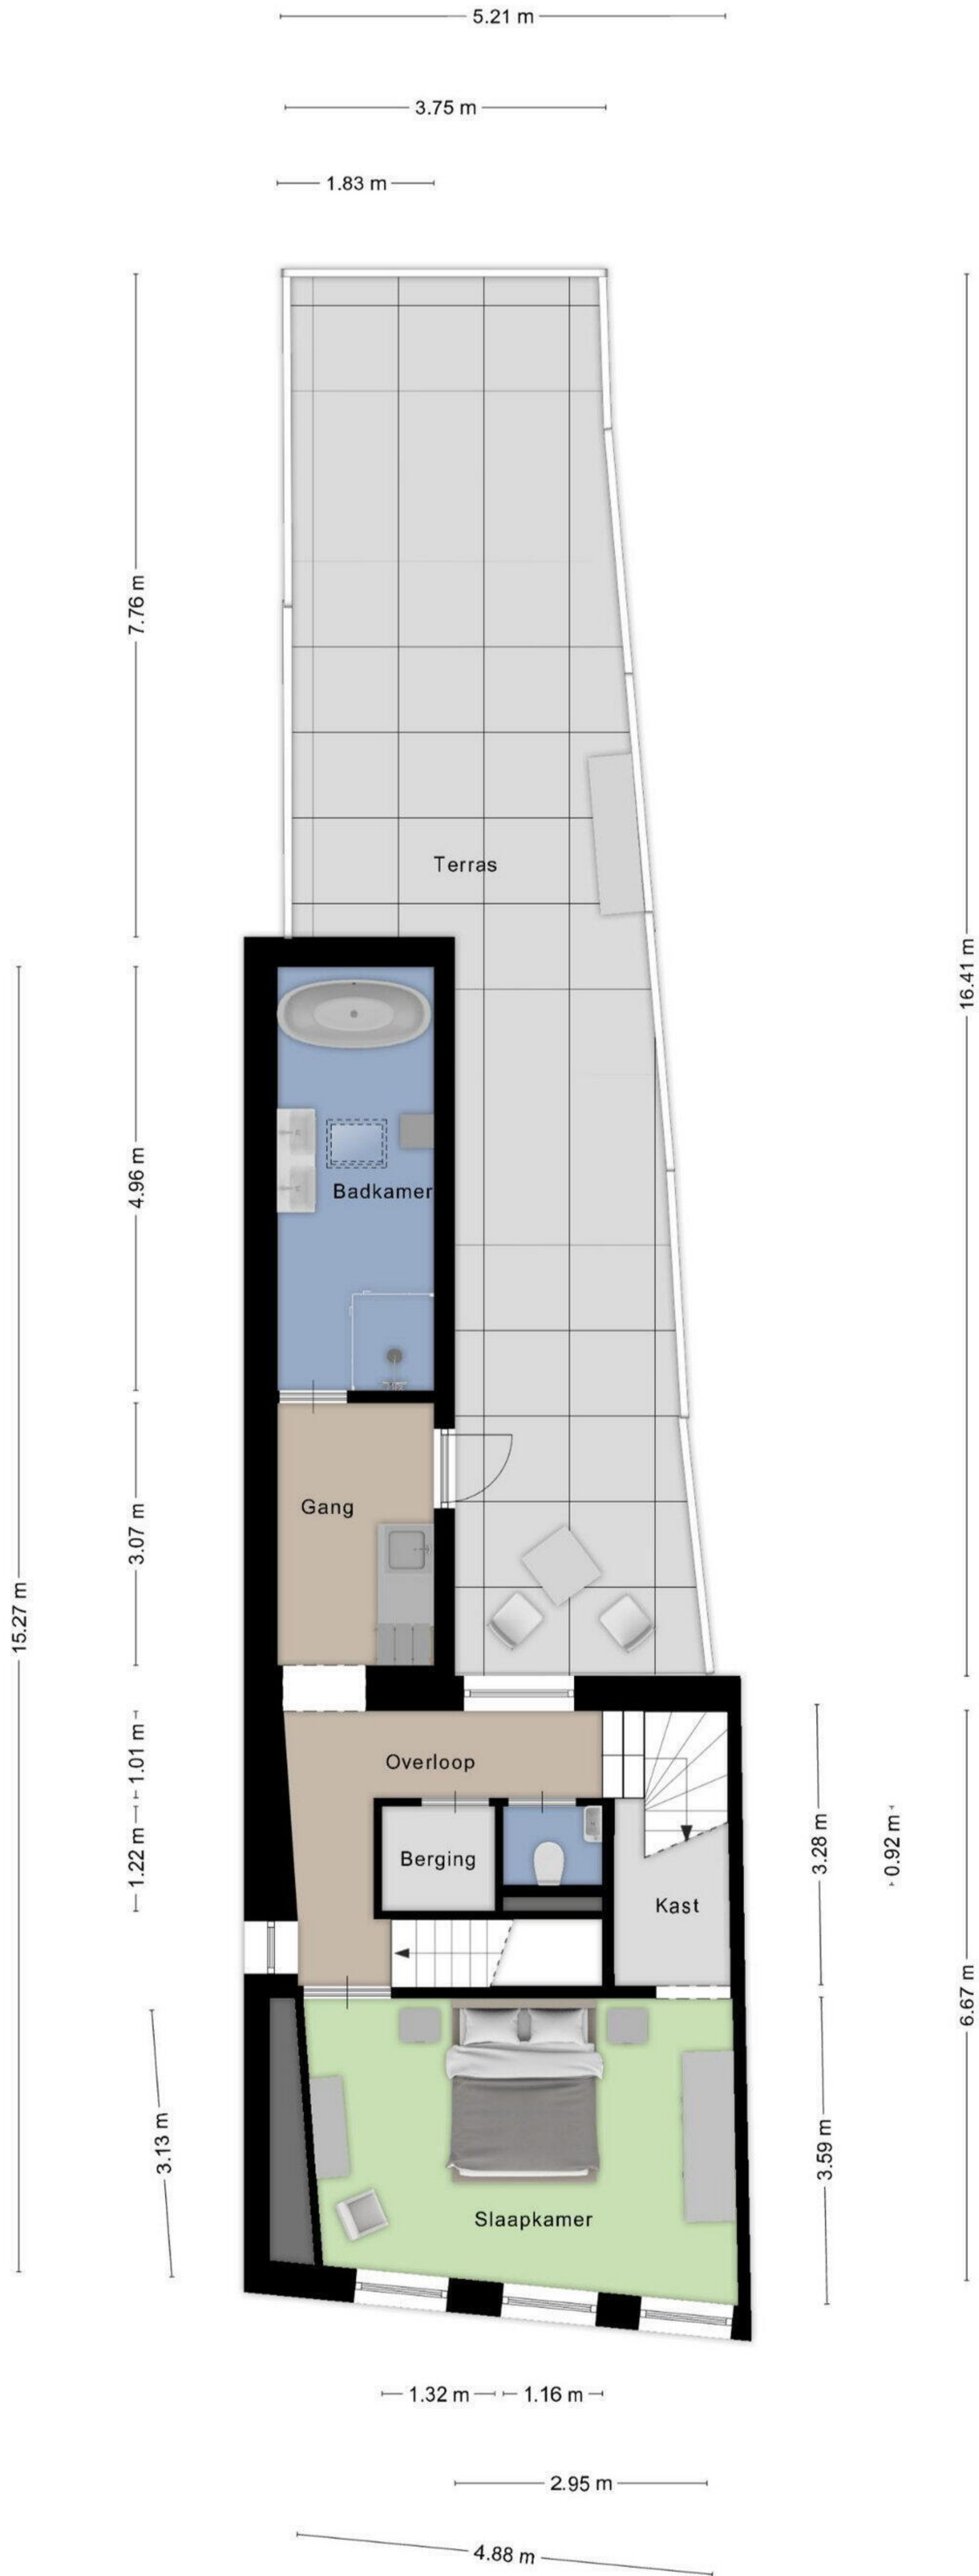 5.21 m
3.75 m
1.83 m
7.76 m
16.41 m
Terras
4.96 m
Badkamer
3.07 m
Gang
15.27 m
1.01 m
Overloop
1.22 m
Berging
3.28 m
0.92 m
Kast
6.67 m
3.13 m
3.59 m
Slaapkamer
1.32 m
1.16 m
2.95 m
4.88 m